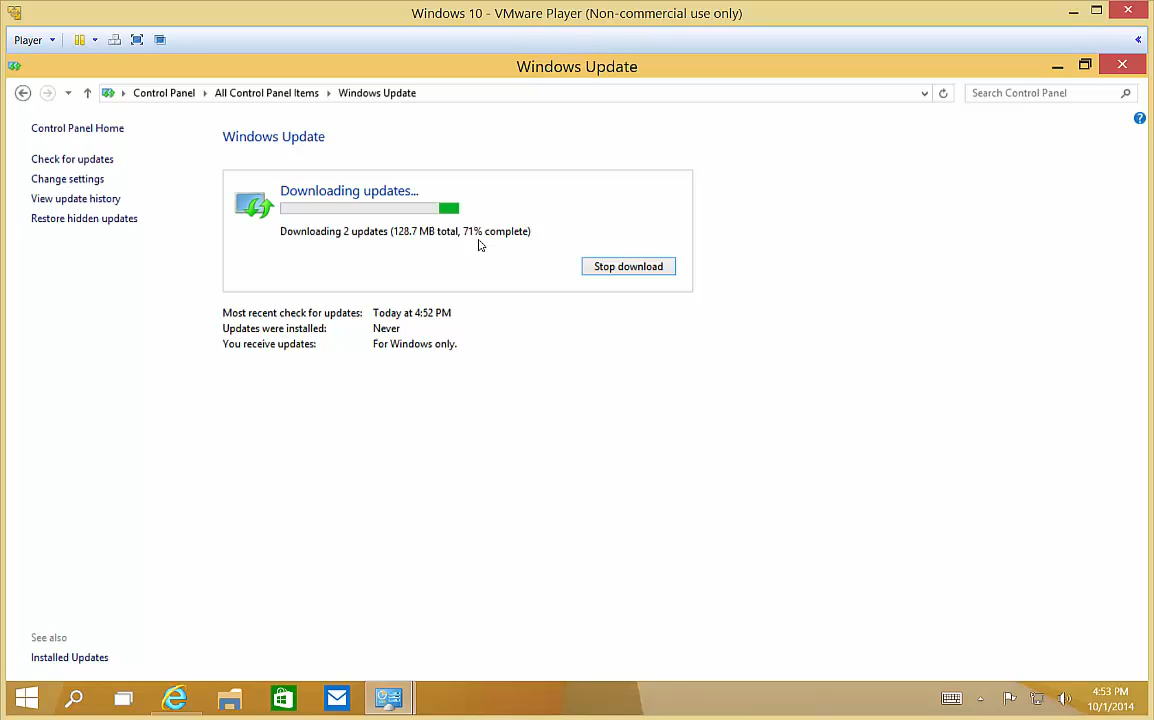 Windows 10 - VMware Player (Non-commercial use only)
Player
Windows Update
Control Panel All Control Panel Items Windows Update
Search Control Panel
Control Panel Home
Check for updates
Change settings
View update history
Restore hidden updates
Windows Update
Downloading updates...
Downloading 2 updates (128.7 MB total, 71% complete)
Stop download
Most recent check for updates: Today at 4:52 PM
Updates were installed: Never
You receive updates: For Windows only.
See also
Installed Updates
4:53 PM
10/1/2014